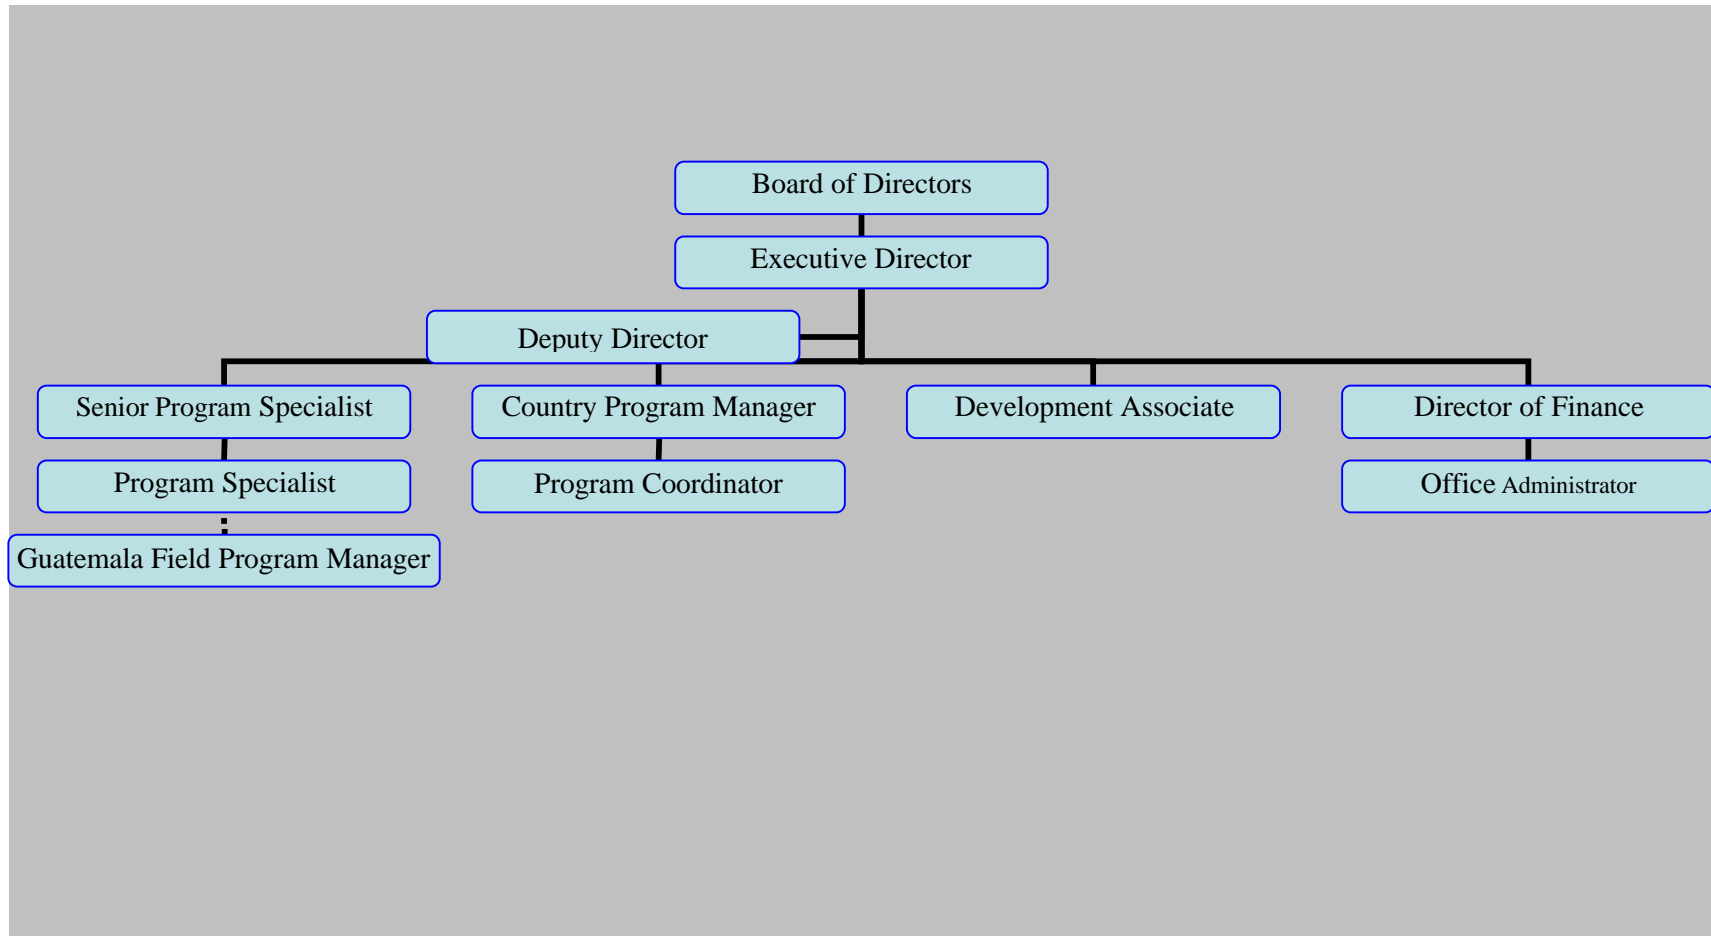 Board of Directors
Executive Director
Deputy Director
Senior Program Specialist
Country Program Manager
Development Associate
Director of Finance
Program Specialist
Program Coordinator
Office Administrator
Guatemala Field Program Manager